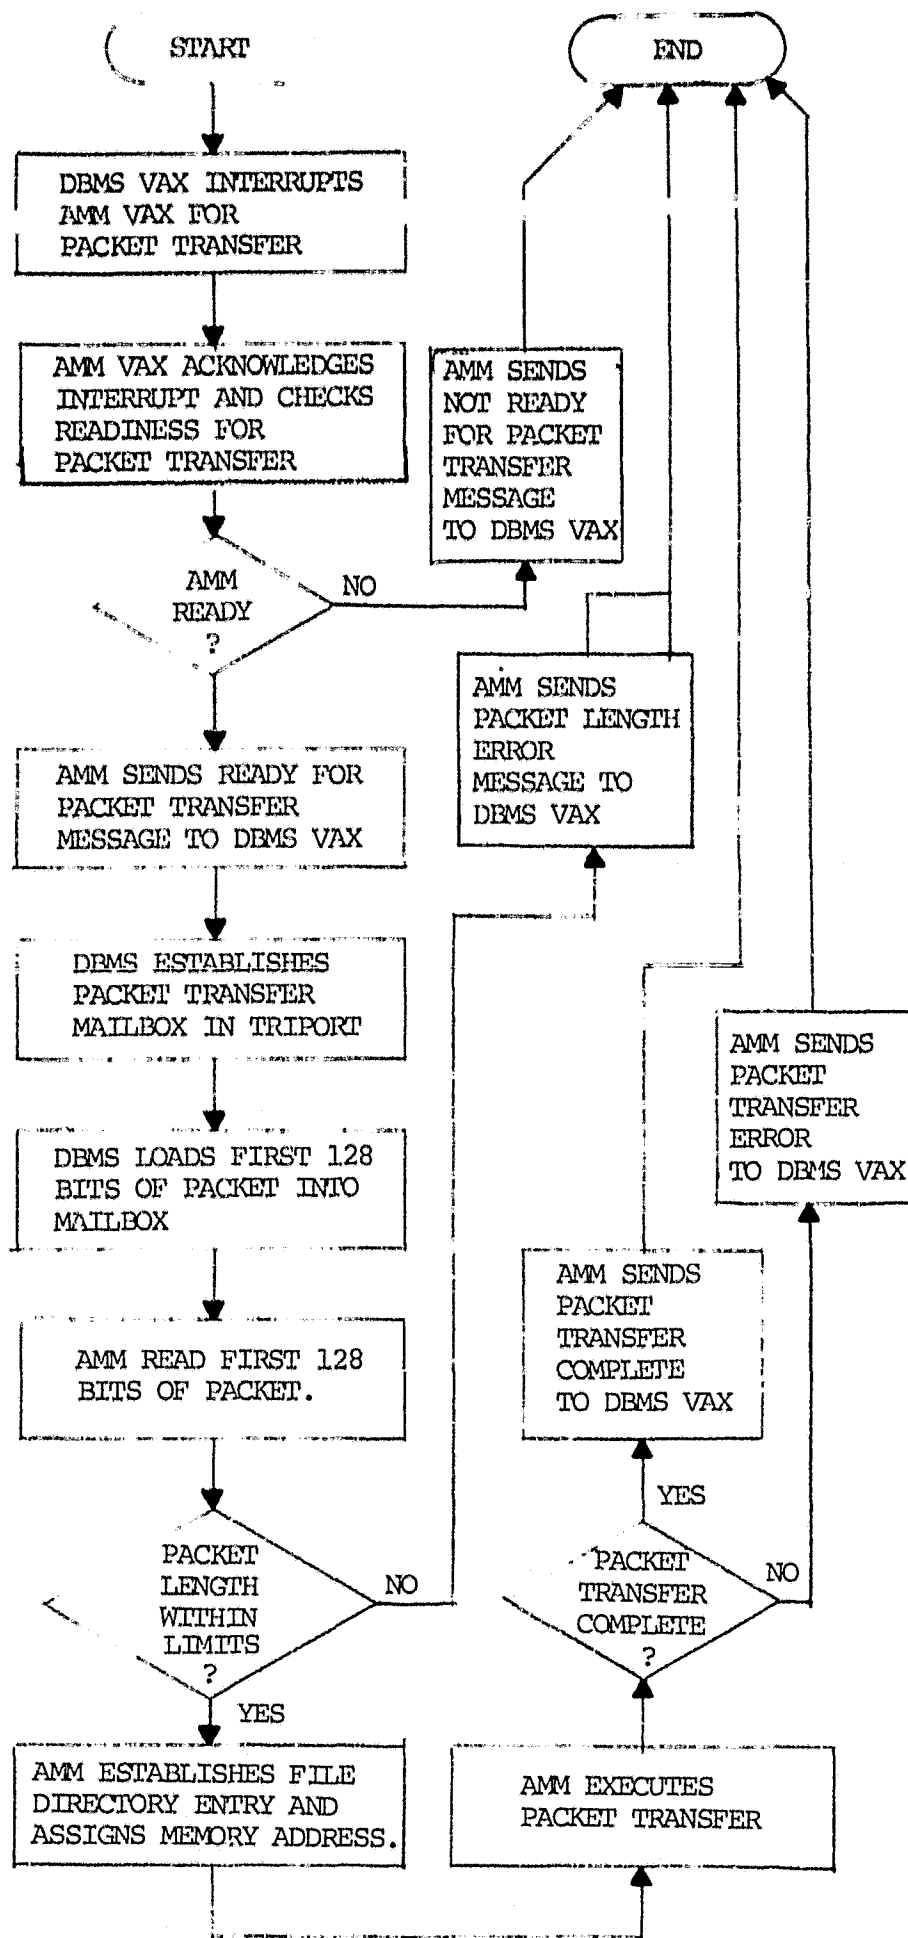 START
END
DBMS VAX INTERRUPTS
AMM VAX FOR
PACKET TRANSFER
AMM VAX ACKNOWLEDGES
INTERRUPT AND CHECKS
READINESS FOR
PACKET TRANSFER
AMM SENDS
NOT READY
FOR PACKET
TRANSFER
MESSAGE
TO DBMS VAX
AMM
READY
?
NO
AMM SENDS
PACKET LENGTH
ERROR
MESSAGE TO
DBMS VAX
AMM SENDS READY FOR
PACKET TRANSFER
MESSAGE TO DBMS VAX
DBMS ESTABLISHES
PACKET TRANSFER
MAILBOX IN TRIPORT
AMM SENDS
PACKET
TRANSFER
ERROR
TO DBMS VAX
DBMS LOADS FIRST 128
BITS OF PACKET INTO
MAILBOX
AMM SENDS
PACKET
TRANSFER
COMPLETE
TO DBMS VAX
AMM READ FIRST 128
BITS OF PACKET.
YES
PACKET
LENGTH
WITHIN
LIMITS
?
NO
PACKET
TRANSFER
COMPLETE
?
NO
YES
AMM ESTABLISHES FILE
DIRECTORY ENTRY AND
ASSIGNS MEMORY ADDRESS.
AMM EXECUTES
PACKET TRANSFER